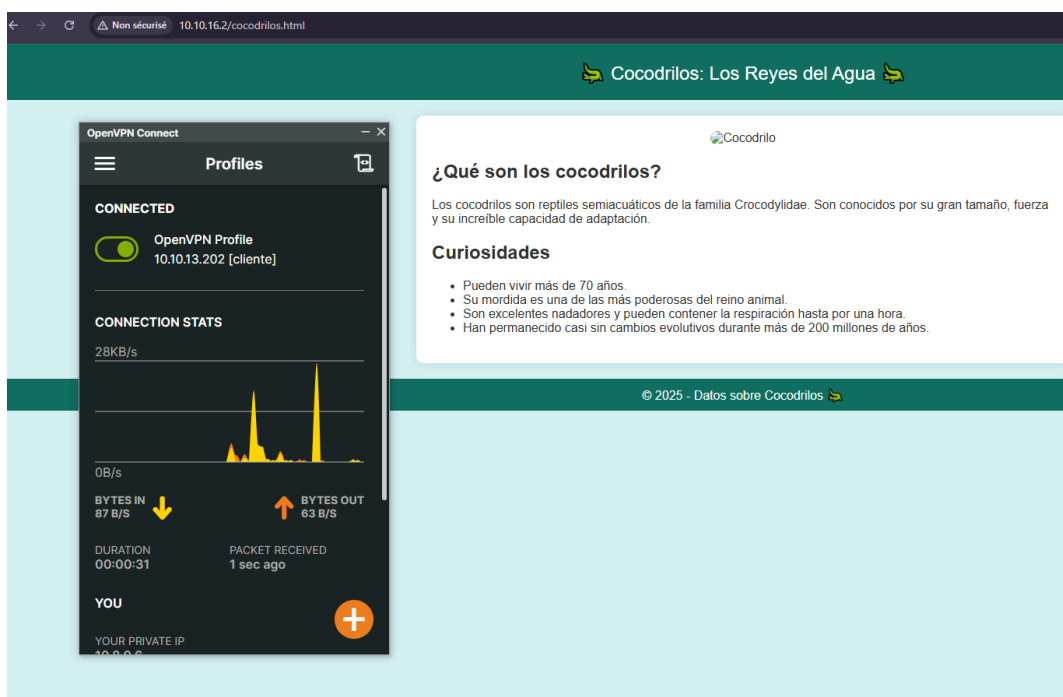 Non sécurisé 10.10.16.2/cocodrilos.html
🐊 Cocodrilos: Los Reyes del Agua 🐊
OpenVPN Connect
Profiles
CONNECTED
OpenVPN Profile
10.10.13.202 [cliente]
CONNECTION STATS
28KB/s
0B/s
BYTES IN
87 B/S
BYTES OUT
63 B/S
DURATION
00:00:31
PACKET RECEIVED
1 sec ago
YOU
YOUR PRIVATE IP
10.8.0.6
Cocodrilo
¿Qué son los cocodrilos?
Los cocodrilos son reptiles semiacuáticos de la familia Crocodylidae. Son conocidos por su gran tamaño, fuerza
y su increíble capacidad de adaptación.
Curiosidades
• Pueden vivir más de 70 años.
• Su mordida es una de las más poderosas del reino animal.
• Son excelentes nadadores y pueden contener la respiración hasta por una hora.
• Han permanecido casi sin cambios evolutivos durante más de 200 millones de años.
© 2025 - Datos sobre Cocodrilos 🐊